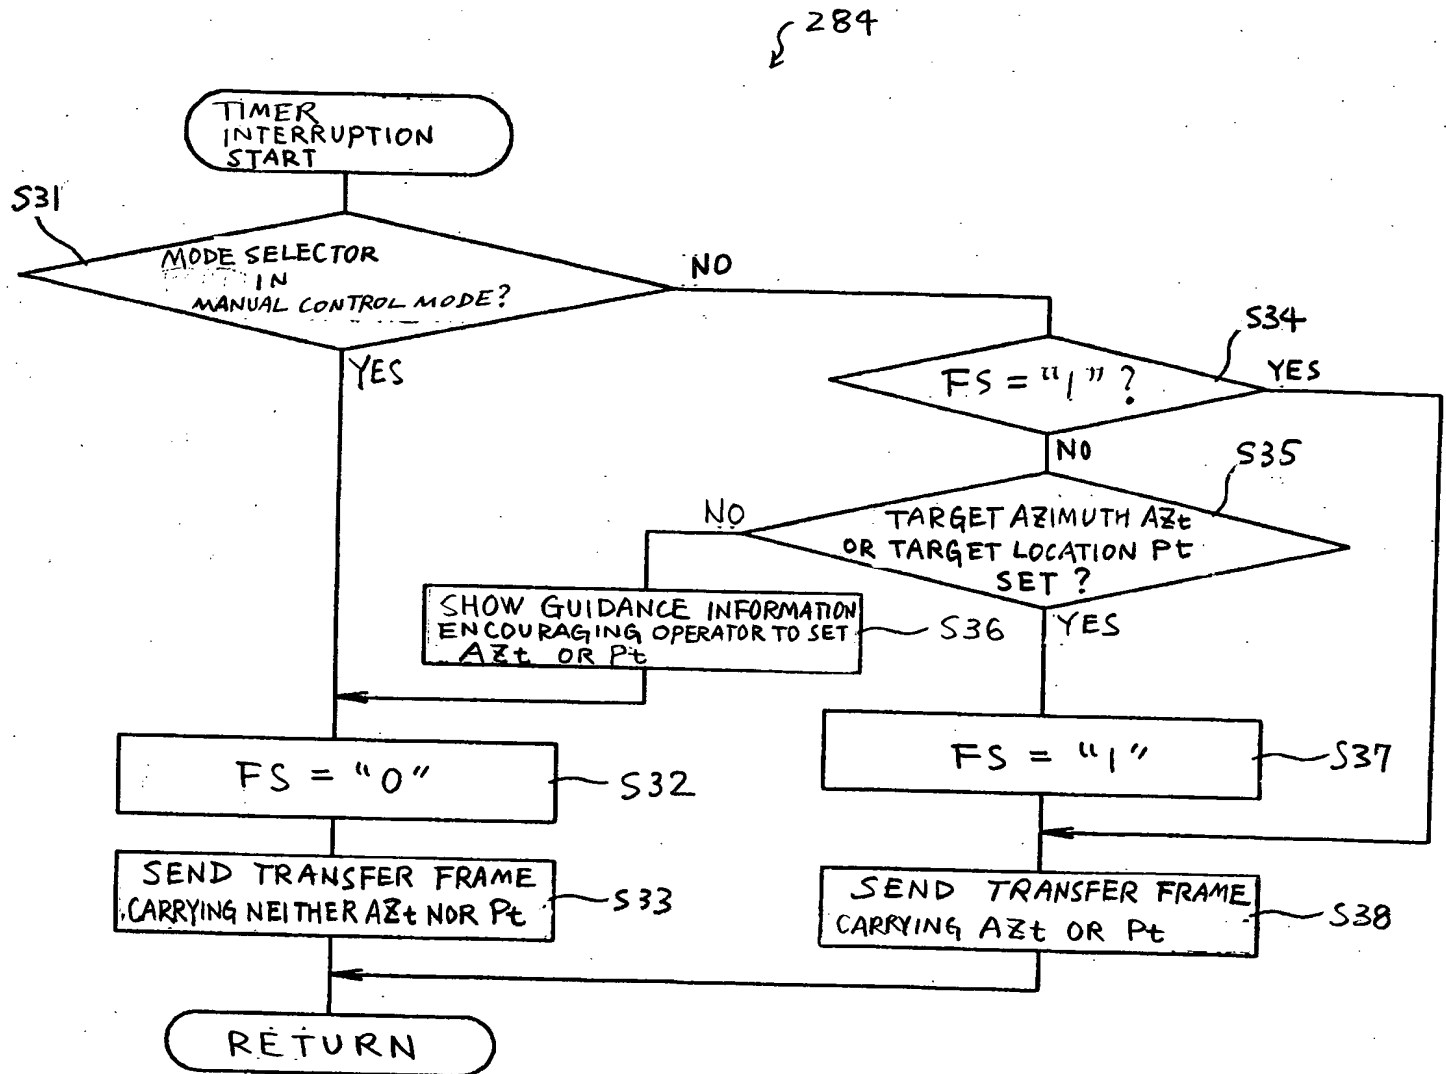 284
TIMER
INTERRUPTION
START
S31
MODE SELECTOR
IN
MANUAL CONTROL MODE?
NO
YES
S34
FS = "1" ?
YES
NO
S35
TARGET AZIMUTH AZt
OR TARGET LOCATION Pt
SET ?
NO
YES
SHOW GUIDANCE INFORMATION
ENCOURAGING OPERATOR TO SET
AZt OR Pt
S36
FS = "0"
S32
FS = "1"
S37
SEND TRANSFER FRAME
CARRYING NEITHER AZt NOR Pt
S33
SEND TRANSFER FRAME
CARRYING AZt OR Pt
S38
RETURN